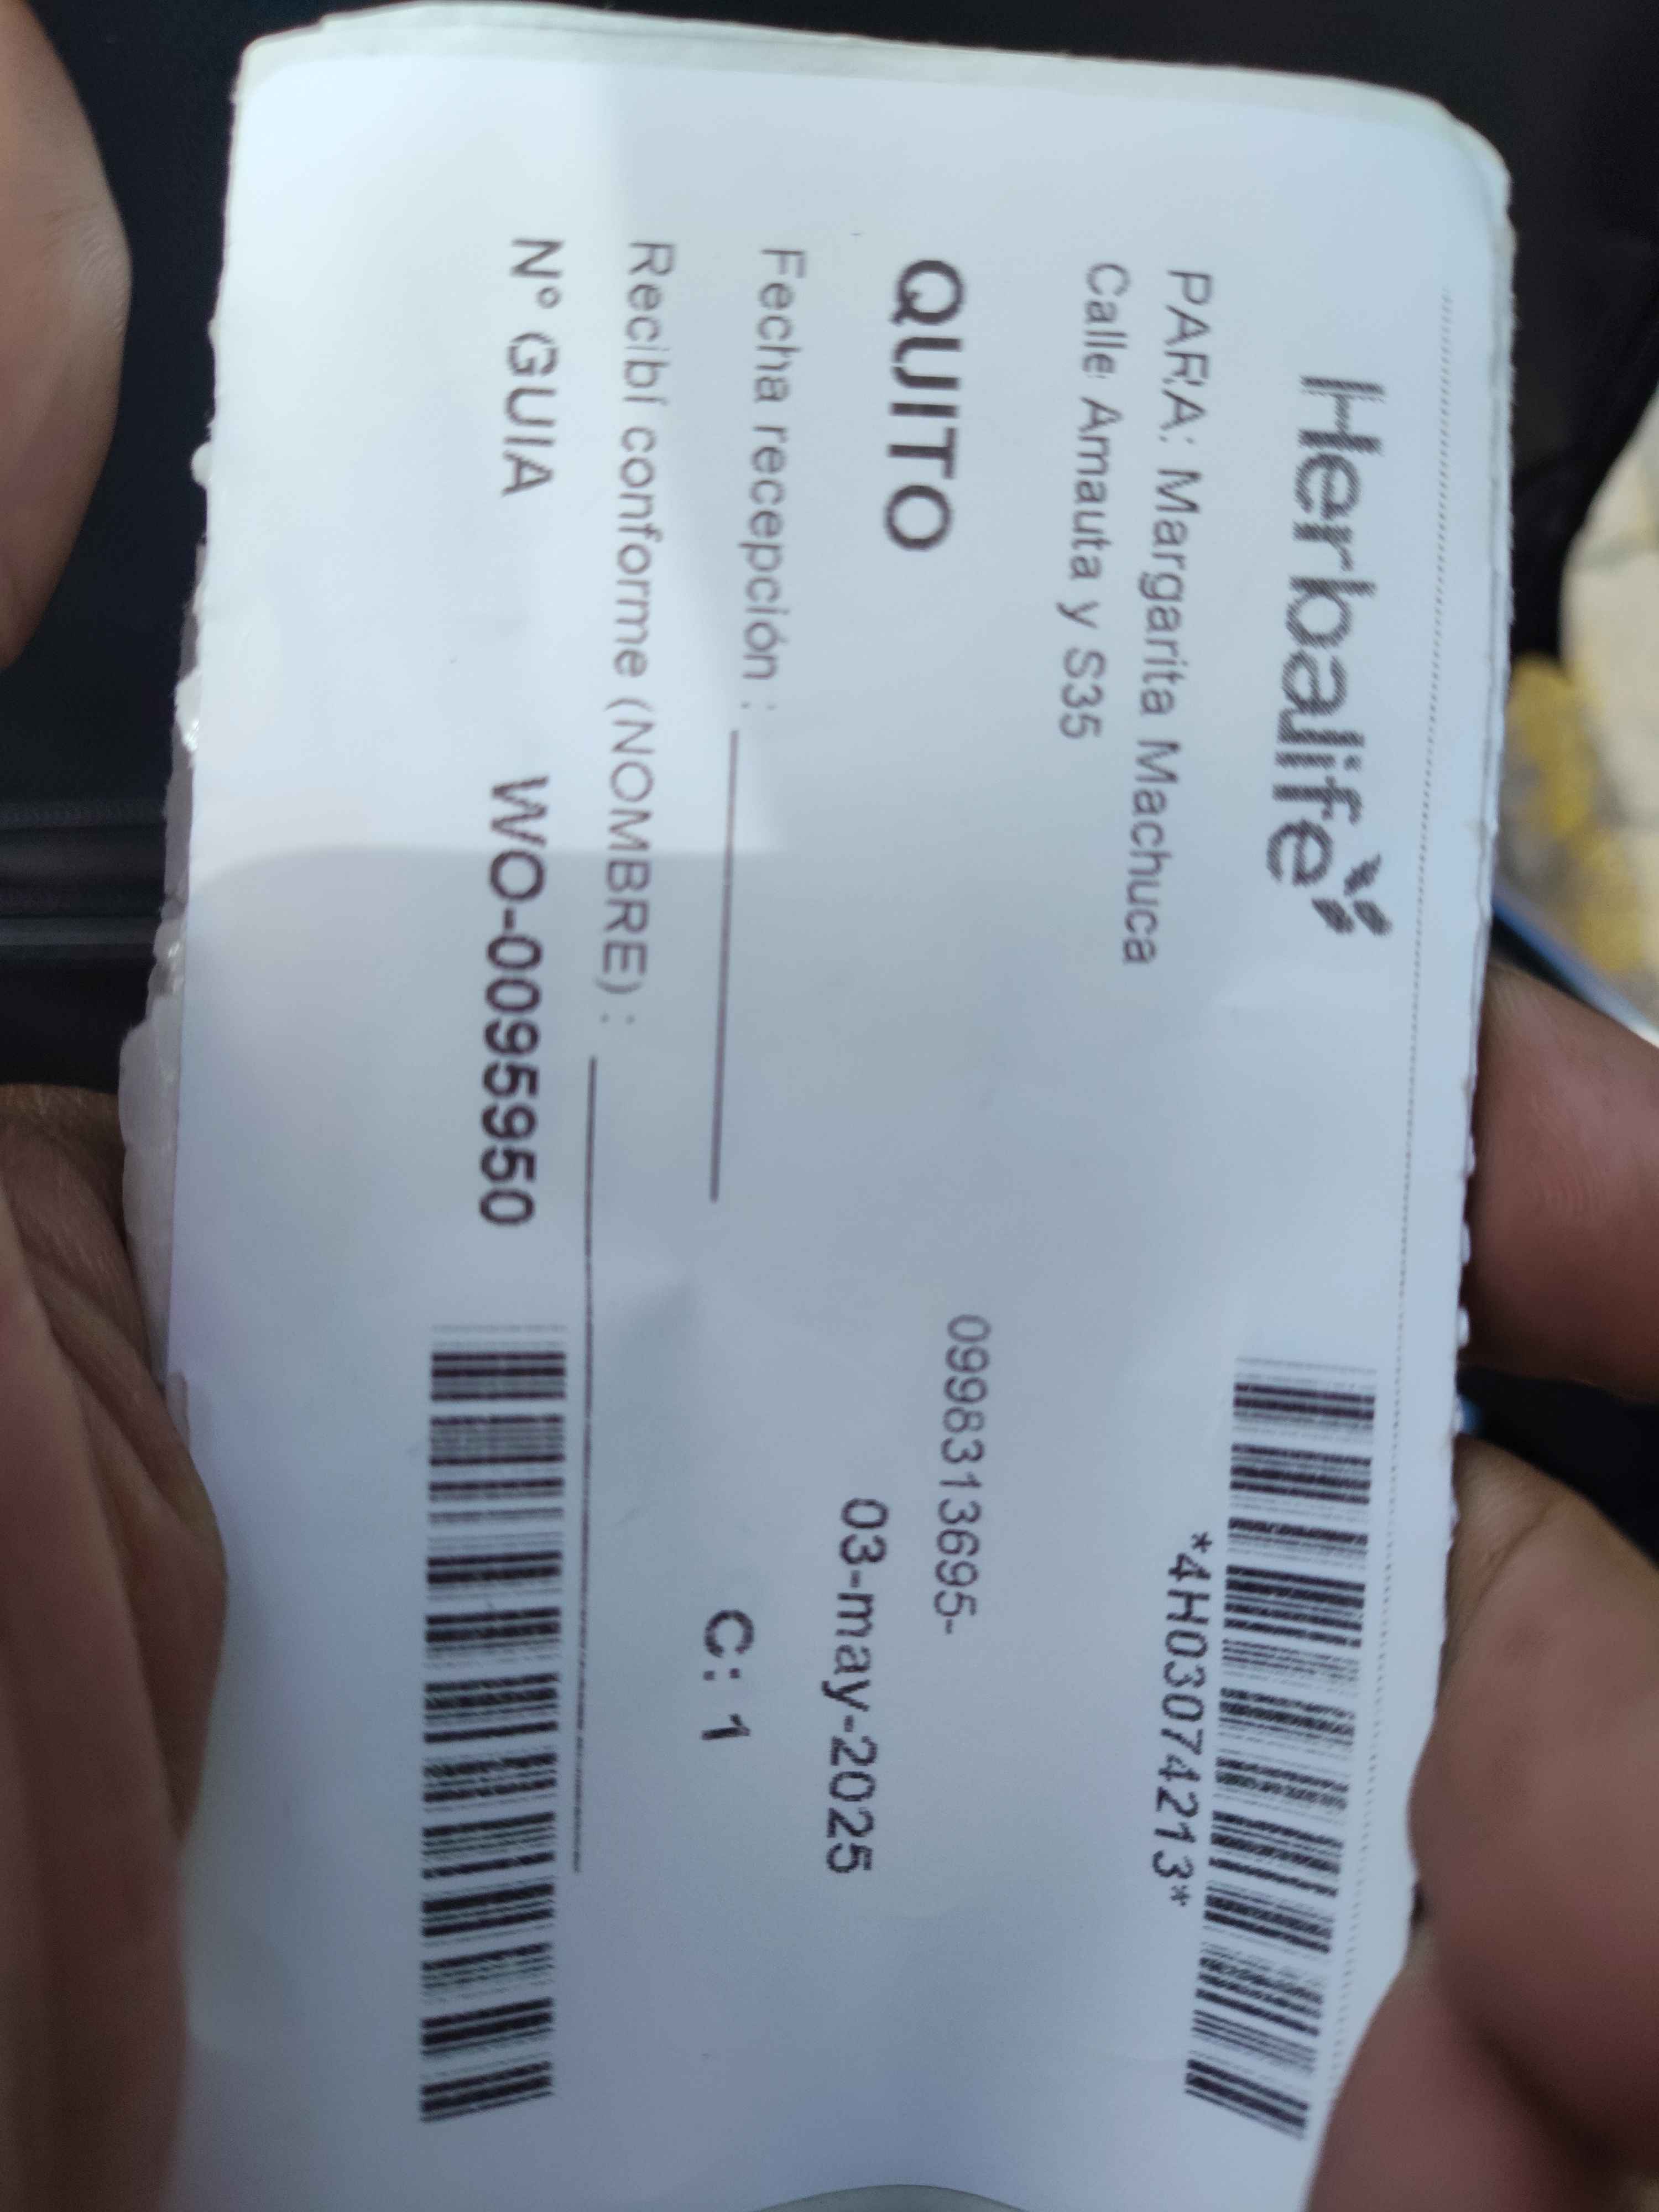 Herbalife
*4H03074213*
PARA: Margarita Machuca
Calle Amauta y S35
0998313695-
QUITO
03-may-2025
Fecha recepción :
C: 1
Recibí conforme (NOMBRE) :
N° GUIA WO-0095950